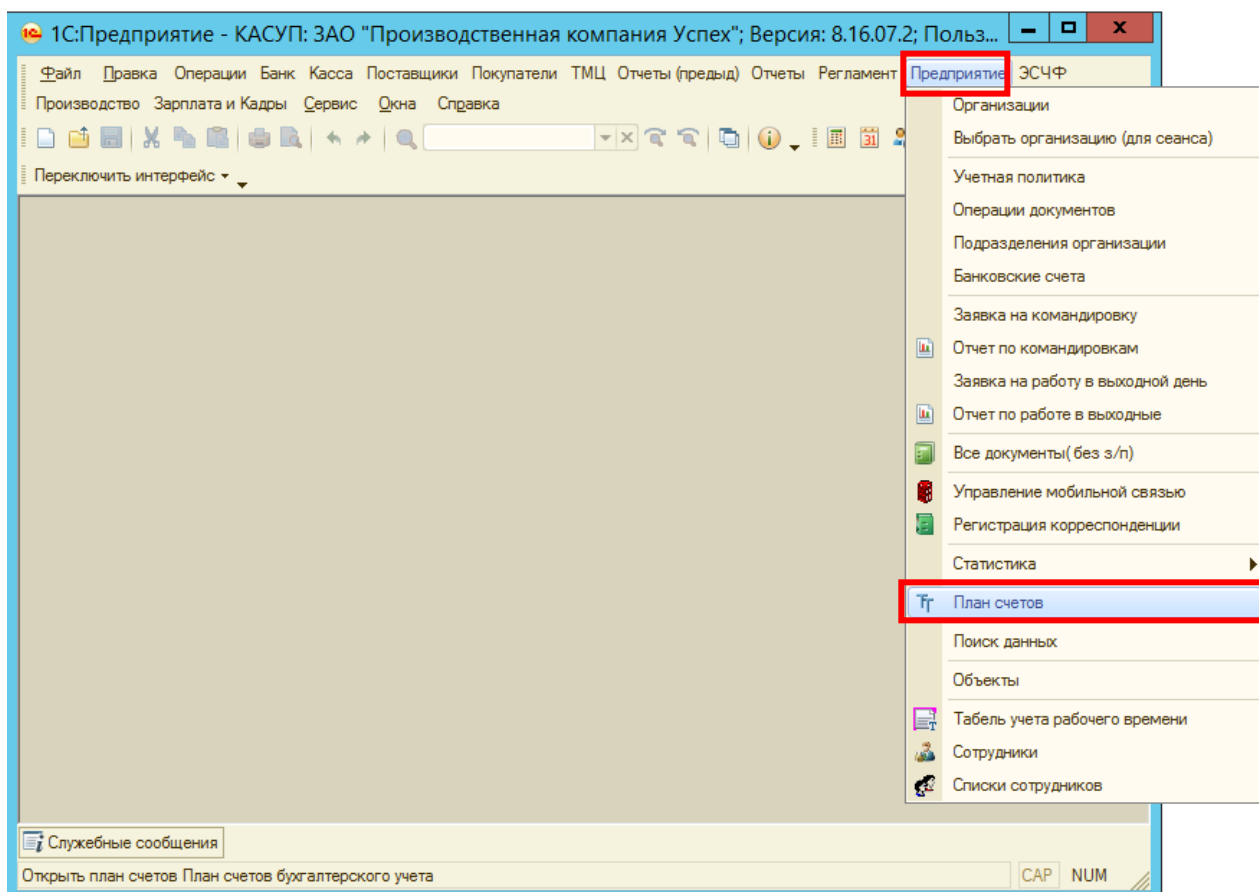 1С:Предприятие - КАСУП: ЗАО "Производственная компания Успех"; Версия: 8.16.07.2; Польз...
Файл Правка Операции Банк Касса Поставщики Покупатели ТМЦ Отчеты (предыд) Отчеты Регламент Предприятие ЭСЧФ
Производство Зарплата и Кадры Сервис Окна Справка
31
Переключить интерфейс
Организации
Выбрать организацию (для сеанса)
Учетная политика
Операции документов
Подразделения организации
Банковские счета
Заявка на командировку
Отчет по командировкам
Заявка на работу в выходной день
Отчет по работе в выходные
Все документы( без з/п)
Управление мобильной связью
Регистрация корреспонденции
Статистика
План счетов
Поиск данных
Объекты
Табель учета рабочего времени
Сотрудники
Списки сотрудников
Служебные сообщения
Открыть план счетов План счетов бухгалтерского учета
CAP NUM